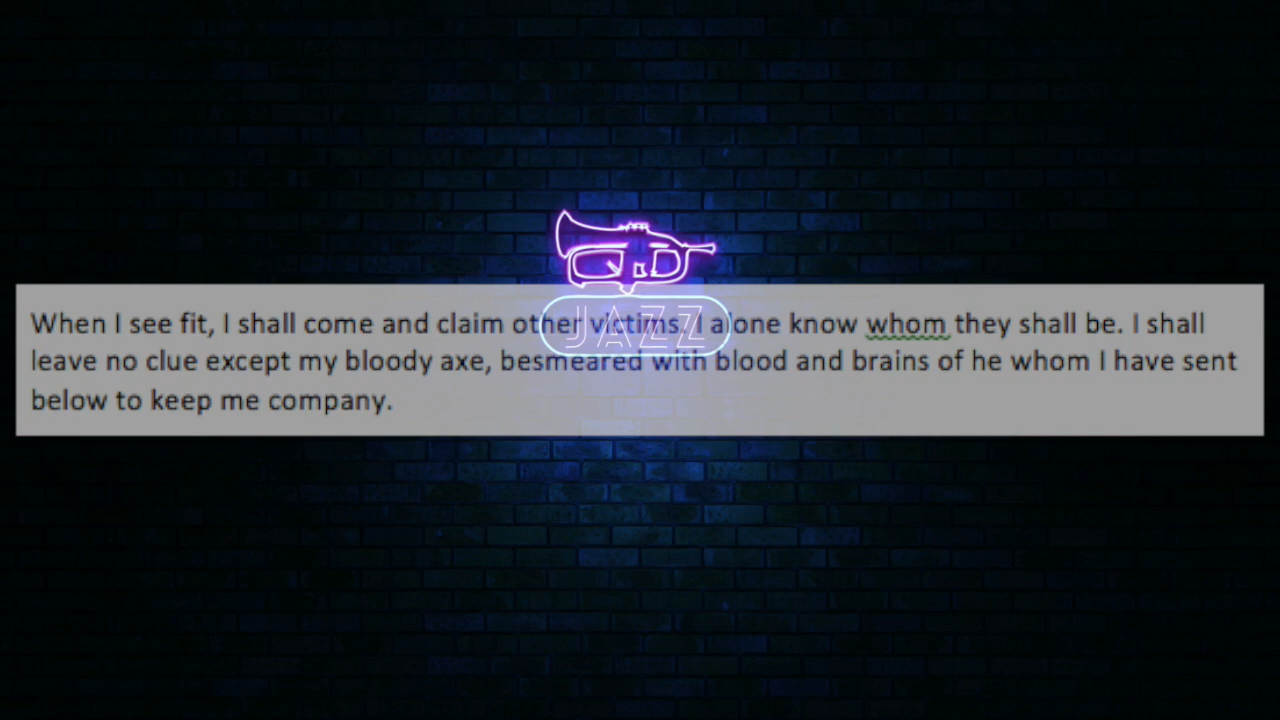 JAZZ
When I see fit, I shall come and claim other victims. I alone know whom they shall be. I shall
leave no clue except my bloody axe, besmeared with blood and brains of he whom I have sent
below to keep me company.